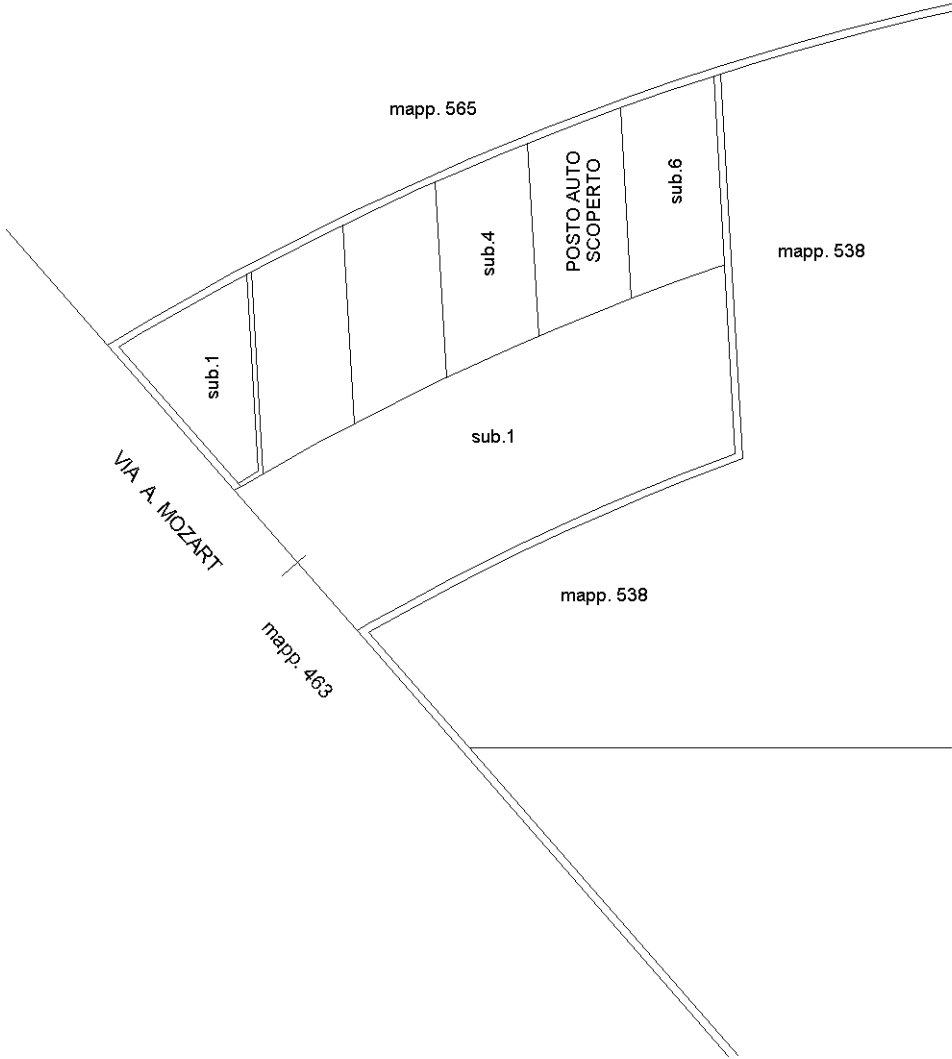 mapp. 565
POSTO AUTO
SCOPERTO
sub.6
sub.4
mapp. 538
sub.1
sub.1
VIA A. MOZART
mapp. 538
mapp. 463